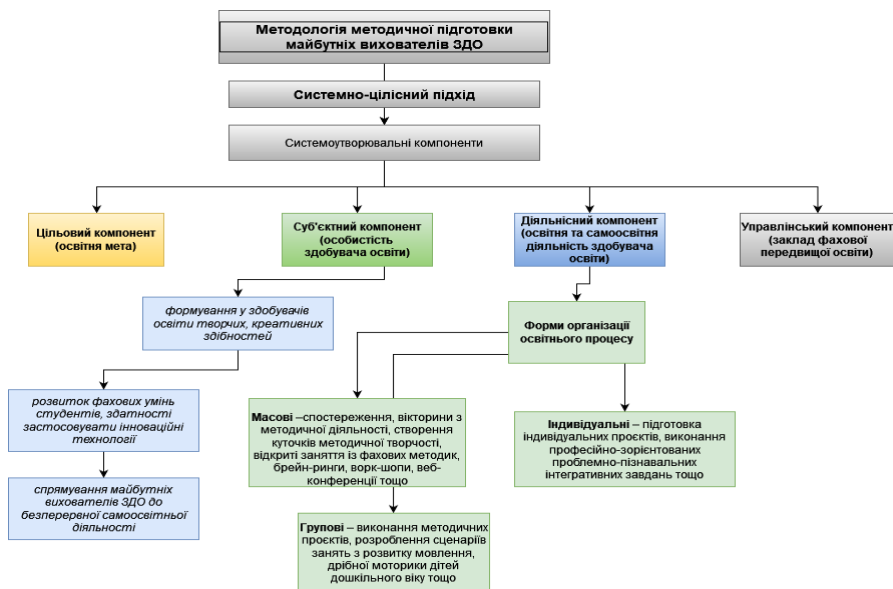 Методологія методичної підготовки
майбутніх вихователів ЗДО
Системно-цілісний підхід
Системоутворювальні компоненти
Цільовий компонент
(освітня мета)
Суб'єктний компонент
(особистість
здобувача освіти)
Діяльнісний компонент
(освітня та самоосвітня
діяльність здобувача
освіти)
Управлінський компонент
(заклад фахової
передвищої освіти)
формування у здобувачів
освіти творчих, креативних
здібностей
розвиток фахових умінь
студентів, здатності
застосовувати інноваційні
технології
спрямування майбутніх
вихователів ЗДО до
безперервної самоосвітньої
діяльності
Форми організації
освітнього процесу
Масові –спостереження, вікторини з
методичної діяльності, створення
куточків методичної творчості,
відкриті заняття із фахових методик,
брейн-ринги, ворк-шопи, веб-
конференції тощо
Групові – виконання методичних
проєктів, розроблення сценаріїв
занять з розвитку мовлення,
дрібної моторики дітей
дошкільного віку тощо
Індивідуальні – підготовка
індивідуальних проєктів, виконання
професійно-зорієнтованих
проблемно-пізнавальних
інтегративних завдань тощо